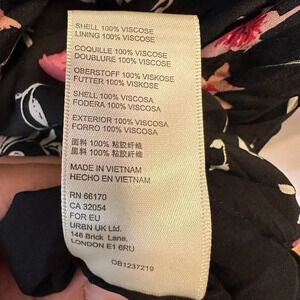 SHELL 100% VISCOSE
LINING 100% VISCOSE
COQUILLE 100% VISCOSE
DOUBLURE 100% VISCOSE
OBERSTOFF 100% VISKOSE
FUTTER 100% VISKOSE
SHELL 100% VISCOSA
FODERA 100% VISCOSA
EXTERIOR 100% VISCOSA
FORRO 100% VISCOSA
面料 100% 粘胶纤维
里料 100% 粘胶纤维
MADE IN VIETNAM
HECHO EN VIETNAM
RN 66170
CA 32054
FOR EU
URBN UK Ltd.
146 Brick Lane,
LONDON E1 6RU
OB1237219